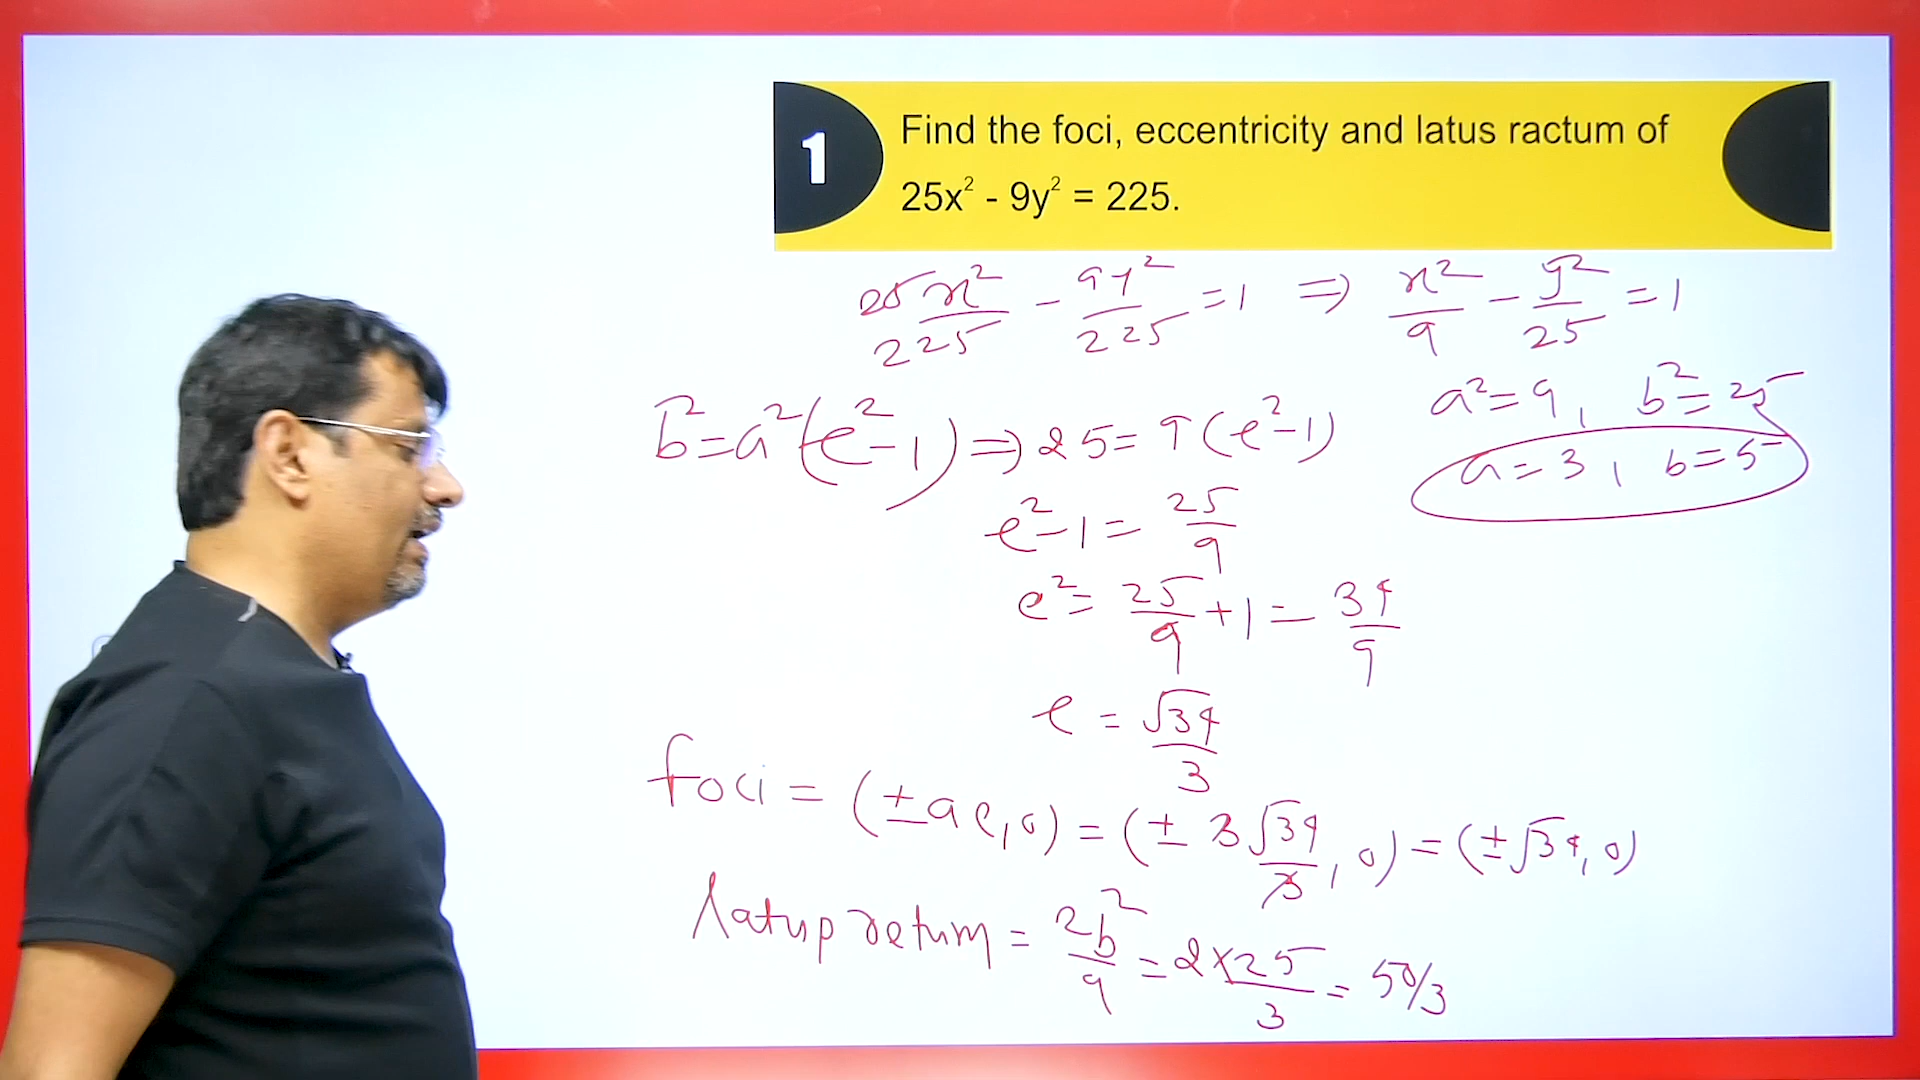 1
Find the foci, eccentricity and latus ractum of
25x² - 9y² = 225.
25x²/225 - 9y²/225 = 1 ⇒ x²/9 - y²/25 = 1
a² = 9, b² = 25
b² = a²(e² - 1) ⇒ 25 = 9(e² - 1)
a = 3, b = 5
e² - 1 = 25/9
e² = 25/9 + 1 = 34/9
e = √34/3
foci = (±ae, 0) = (± 3√34/3, 0) = (±√34, 0)
Latus retum = 2b²/a = 2×25/3 = 50/3